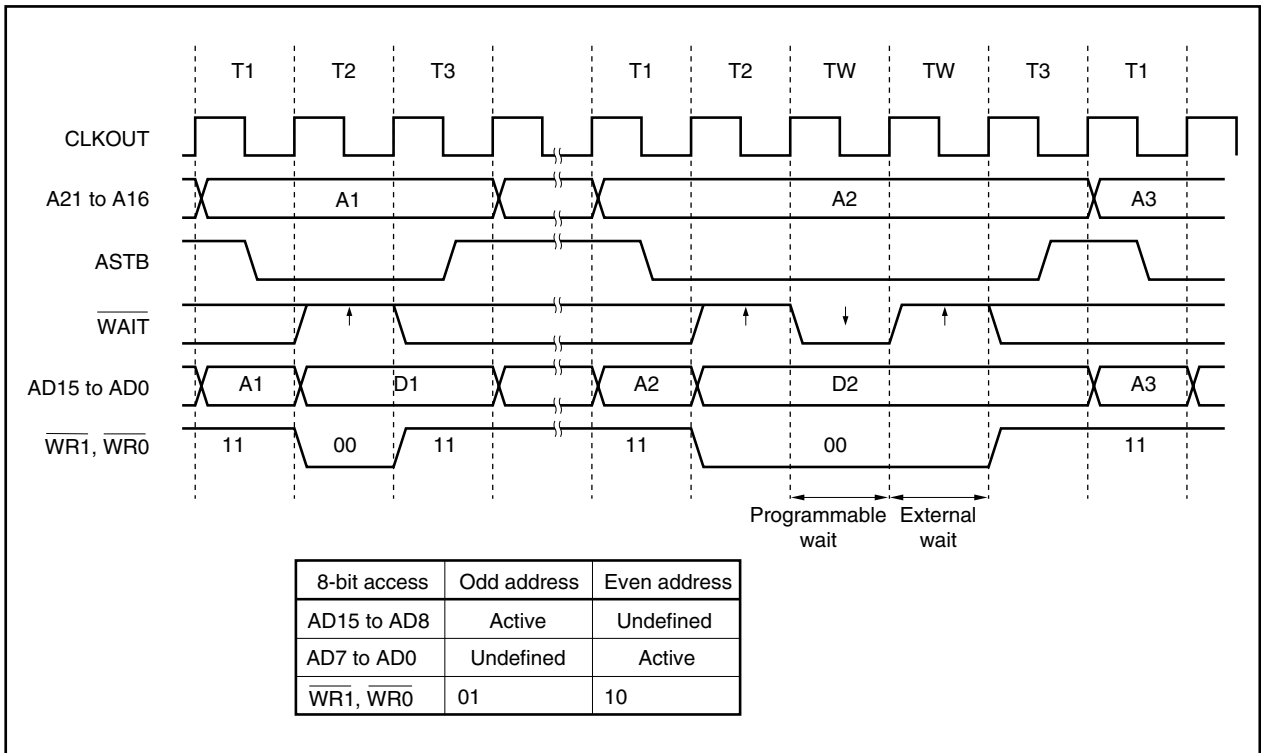 T1 T2 T3 T1 T2 TW TW T3 T1
CLKOUT
A21 to A16 A1 A2 A3
ASTB
WAIT
AD15 to AD0 A1 D1 A2 D2 A3
WR1, WR0 11 00 11 11 00 11
Programmable wait
External wait
8-bit access Odd address Even address
AD15 to AD8 Active Undefined
AD7 to AD0 Undefined Active
WR1, WR0 01 10